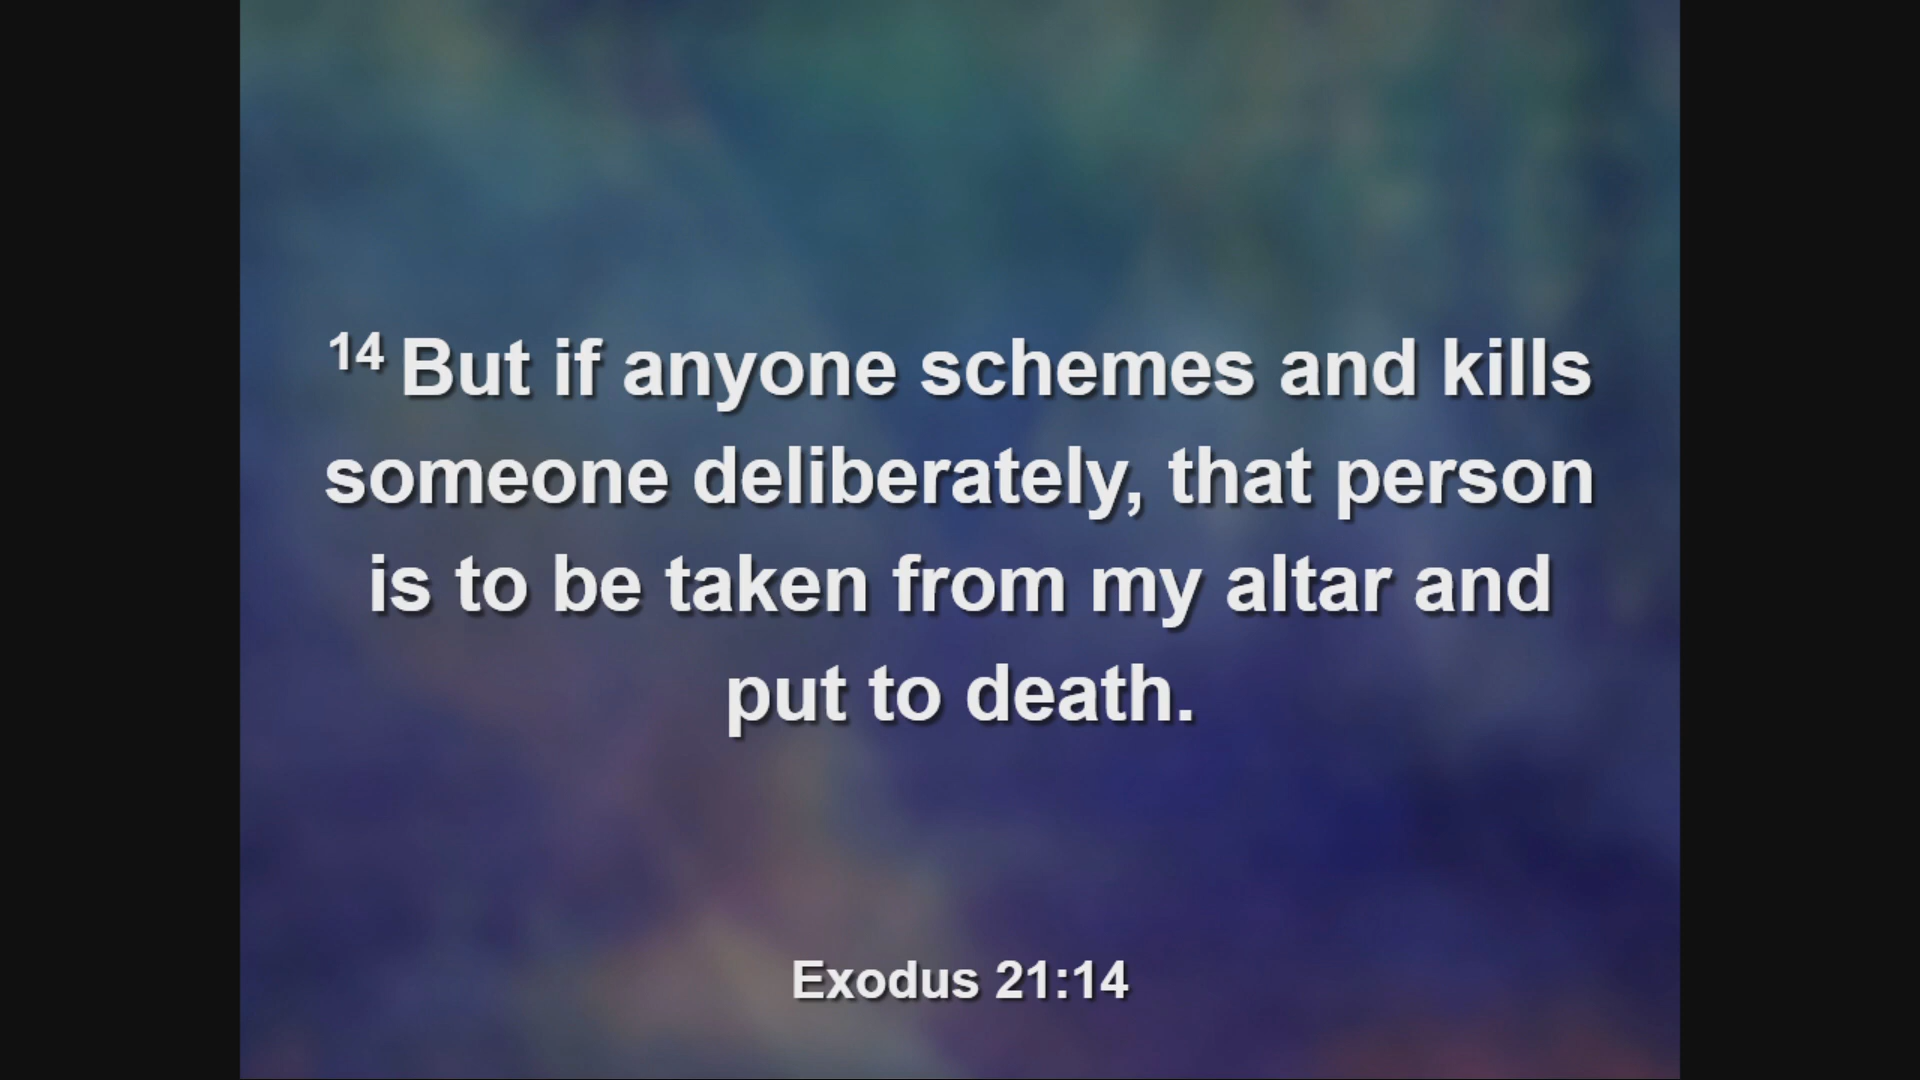 14 But if anyone schemes and kills
someone deliberately, that person
is to be taken from my altar and
put to death.
Exodus 21:14